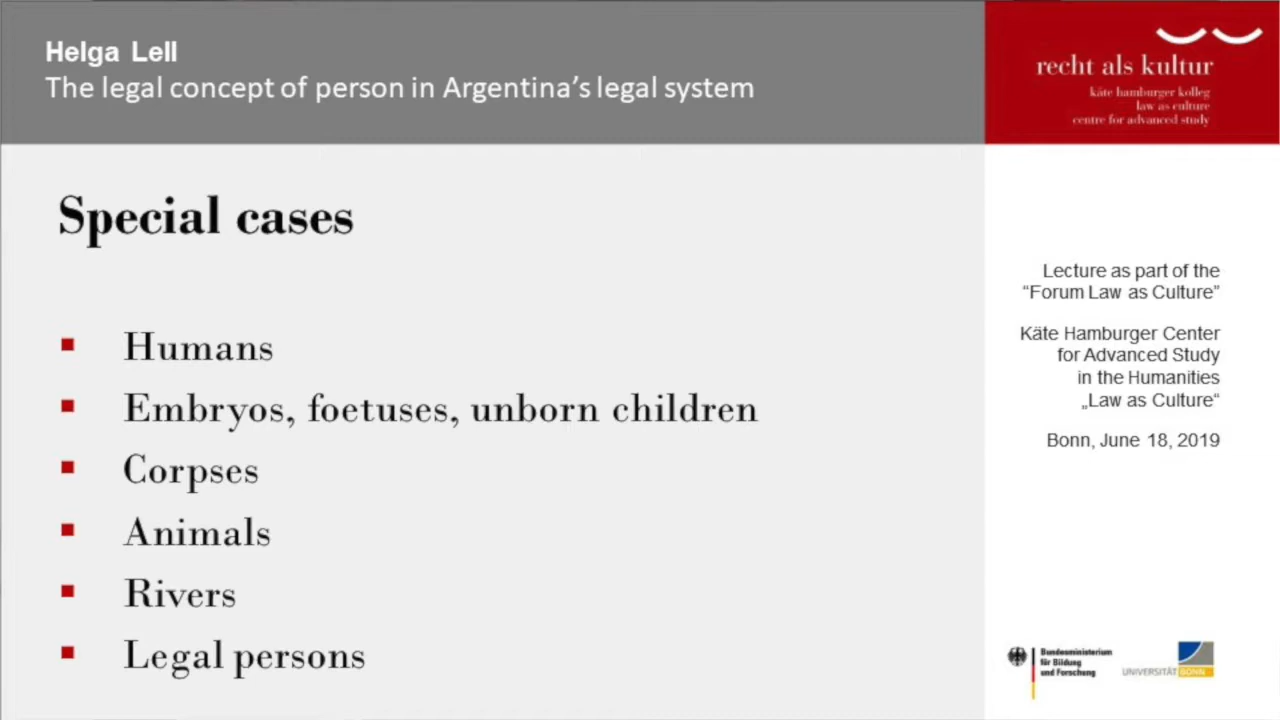 Helga Lell
The legal concept of person in Argentina's legal system
recht als kultur
käte hamburger kolleg
law as culture
centre for advanced study
Special cases
Humans
Embryos, foetuses, unborn children
Corpses
Animals
Rivers
Legal persons
Lecture as part of the
“Forum Law as Culture”
Käte Hamburger Center
for Advanced Study
in the Humanities
„Law as Culture“
Bonn, June 18, 2019
Bundesministerium
für Bildung
und Forschung
UNIVERSITÄT BONN